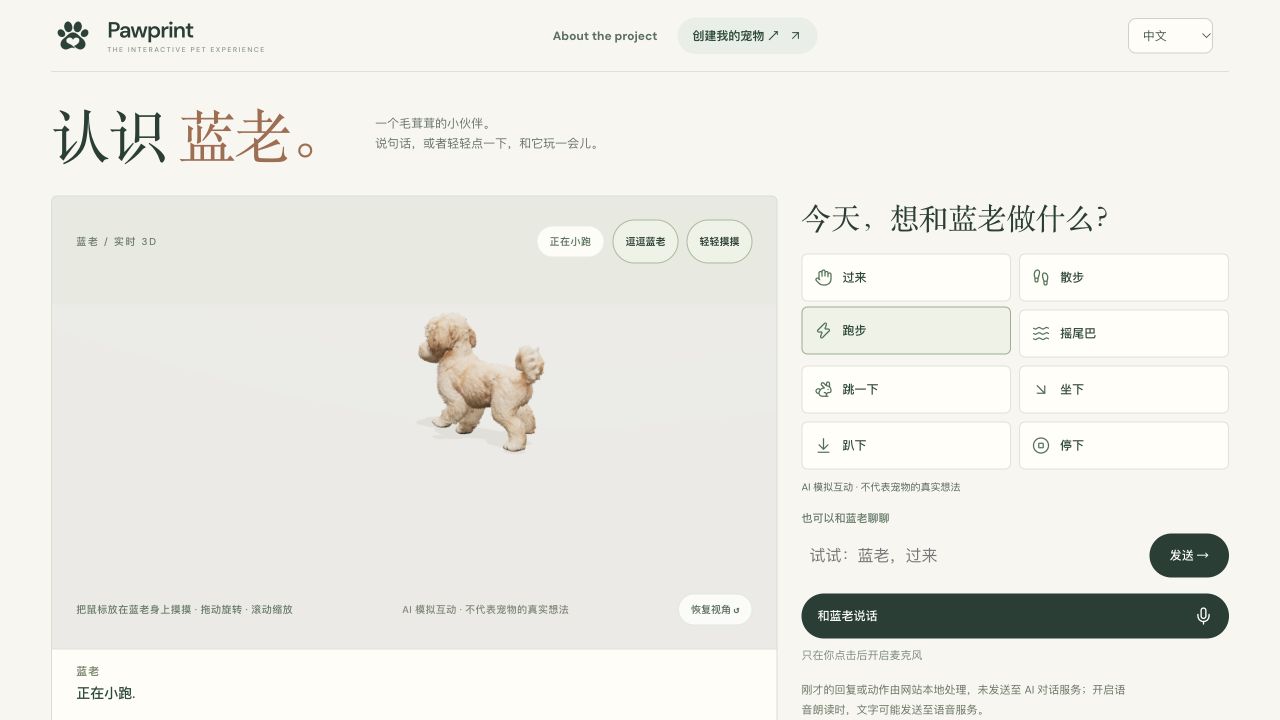 Pawprint
THE INTERACTIVE PET EXPERIENCE
About the project
创建我的宠物 ↗ ↗
中文
认识 蓝老。
一个毛茸茸的小伙伴。
说句话，或者轻轻点一下，和它玩一会儿。
蓝老 / 实时 3D
正在小跑
逗逗蓝老
轻轻摸摸
把鼠标放在蓝老身上摸摸 · 拖动旋转 · 滚动缩放
AI 模拟互动 · 不代表宠物的真实想法
恢复视角 ↺
蓝老
正在小跑.
今天，想和蓝老做什么？
过来
散步
跑步
摇尾巴
跳一下
坐下
趴下
停下
AI 模拟互动 · 不代表宠物的真实想法
也可以和蓝老聊聊
试试：蓝老，过来
发送 →
和蓝老说话
只在你点击后开启麦克风
刚才的回复或动作由网站本地处理，未发送至 AI 对话服务；开启语
音朗读时，文字可能发送至语音服务。